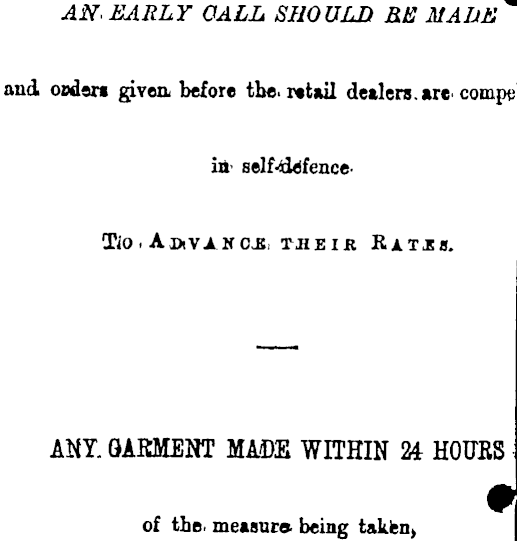 AN EARLY CALL SHOULD BE MADE
and orders given before the retail dealers are compe
in self-defence
TO ADVANCE THEIR RATES.
ANY GARMENT MADE WITHIN 24 HOURS
of the measure being taken,